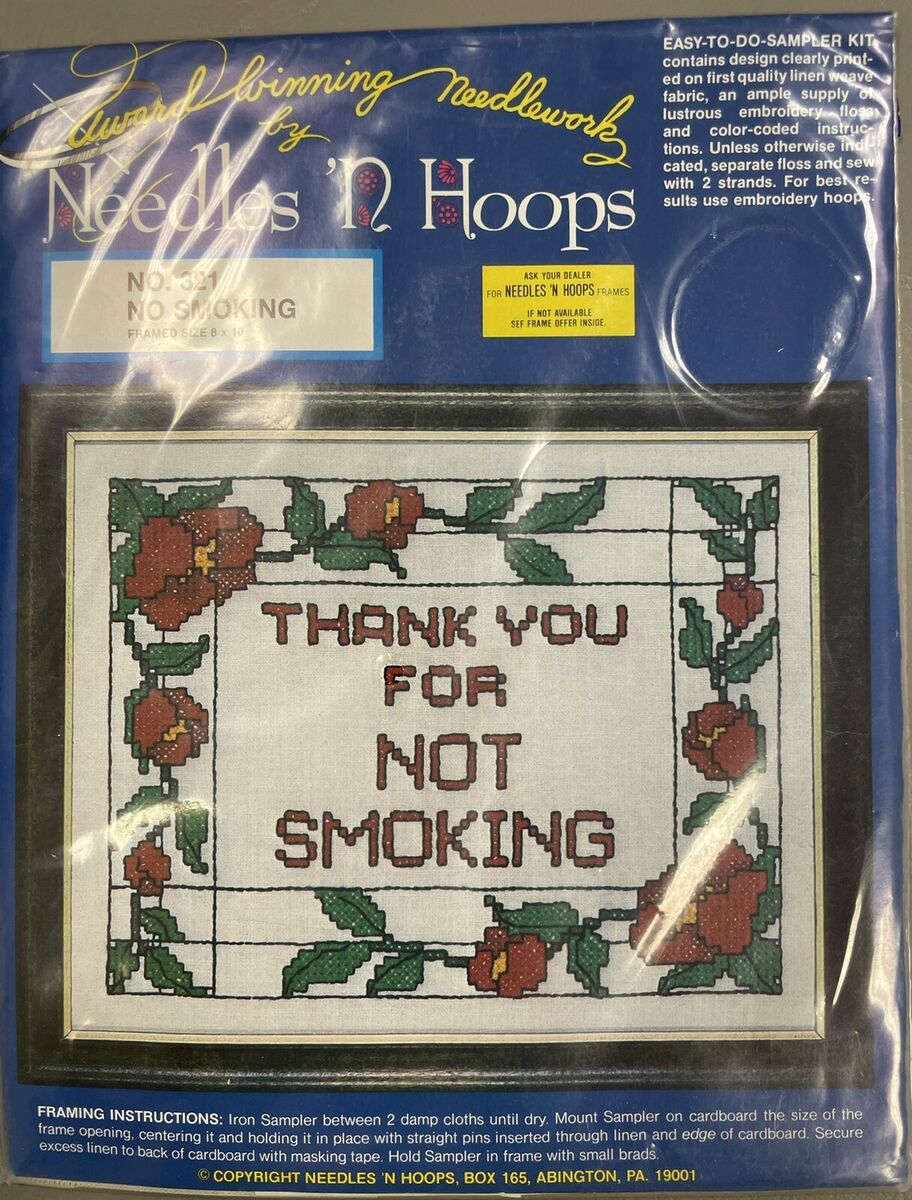 Award Winning Needlework
by
Needles 'N Hoops
EASY-TO-DO-SAMPLER KIT
contains design clearly print-
ed on first quality linen weave
fabric, an ample supply of
lustrous embroidery floss
and color-coded instruc-
tions. Unless otherwise indi-
cated, separate floss and sew
with 2 strands. For best re-
sults use embroidery hoops.
NO. 321
NO SMOKING
FRAMED SIZE 8 x 10
ASK YOUR DEALER
FOR NEEDLES 'N HOOPS FRAMES
IF NOT AVAILABLE
SEE FRAME OFFER INSIDE.
THANK YOU
FOR
NOT
SMOKING
FRAMING INSTRUCTIONS: Iron Sampler between 2 damp cloths until dry. Mount Sampler on cardboard the size of the
frame opening, centering it and holding it in place with straight pins inserted through linen and edge of cardboard. Secure
excess linen to back of cardboard with masking tape. Hold Sampler in frame with small brads.
© COPYRIGHT NEEDLES 'N HOOPS, BOX 165, ABINGTON, PA. 19001